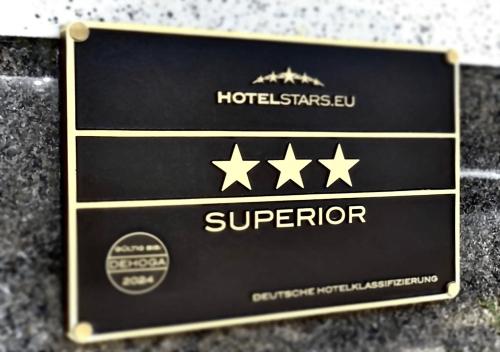 HOTELSTARS.EU
SUPERIOR
GÜLTIG BIS:
DEHOGA
2024
DEUTSCHE HOTELKLASSIFIZIERUNG